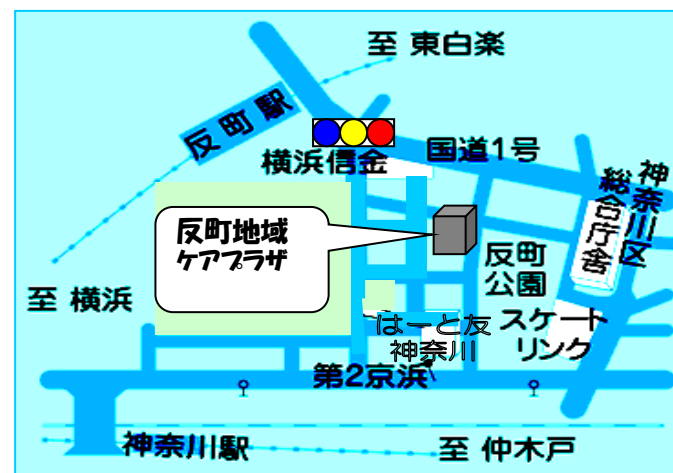 至 東白楽
反町駅
横浜信金
国道1号
神奈川区
総合庁舎
反町地域
ケアプラザ
反町
公園
至 横浜
はーと友
神奈川
スケート
リンク
第2京浜
神奈川駅
至 仲木戸